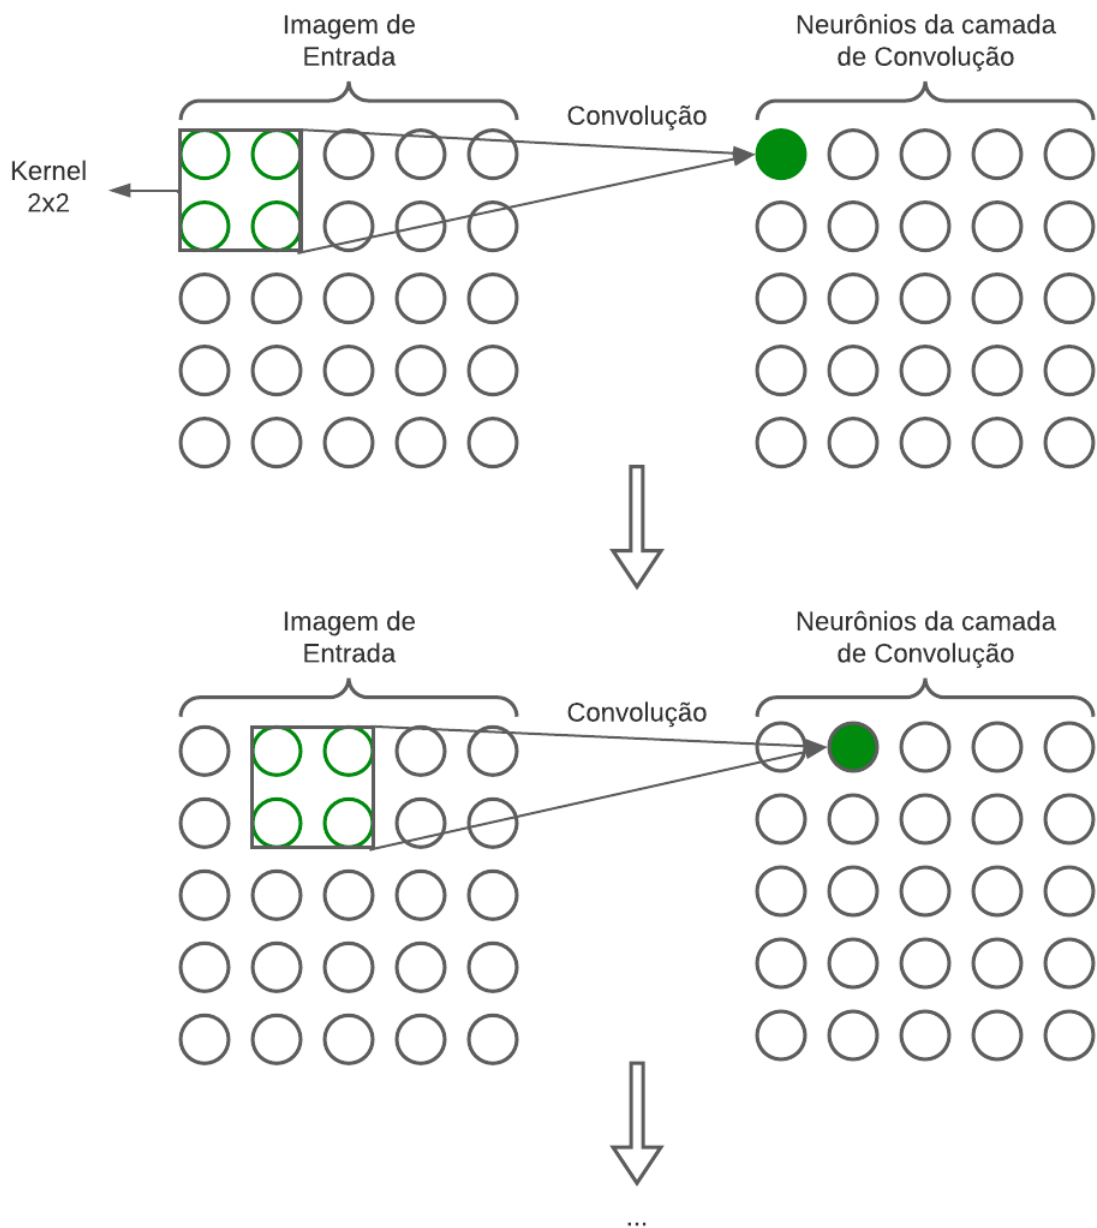 Imagem de
Entrada
Neurônios da camada
de Convolução
Convolução
Kernel
2x2
Imagem de
Entrada
Neurônios da camada
de Convolução
Convolução
...